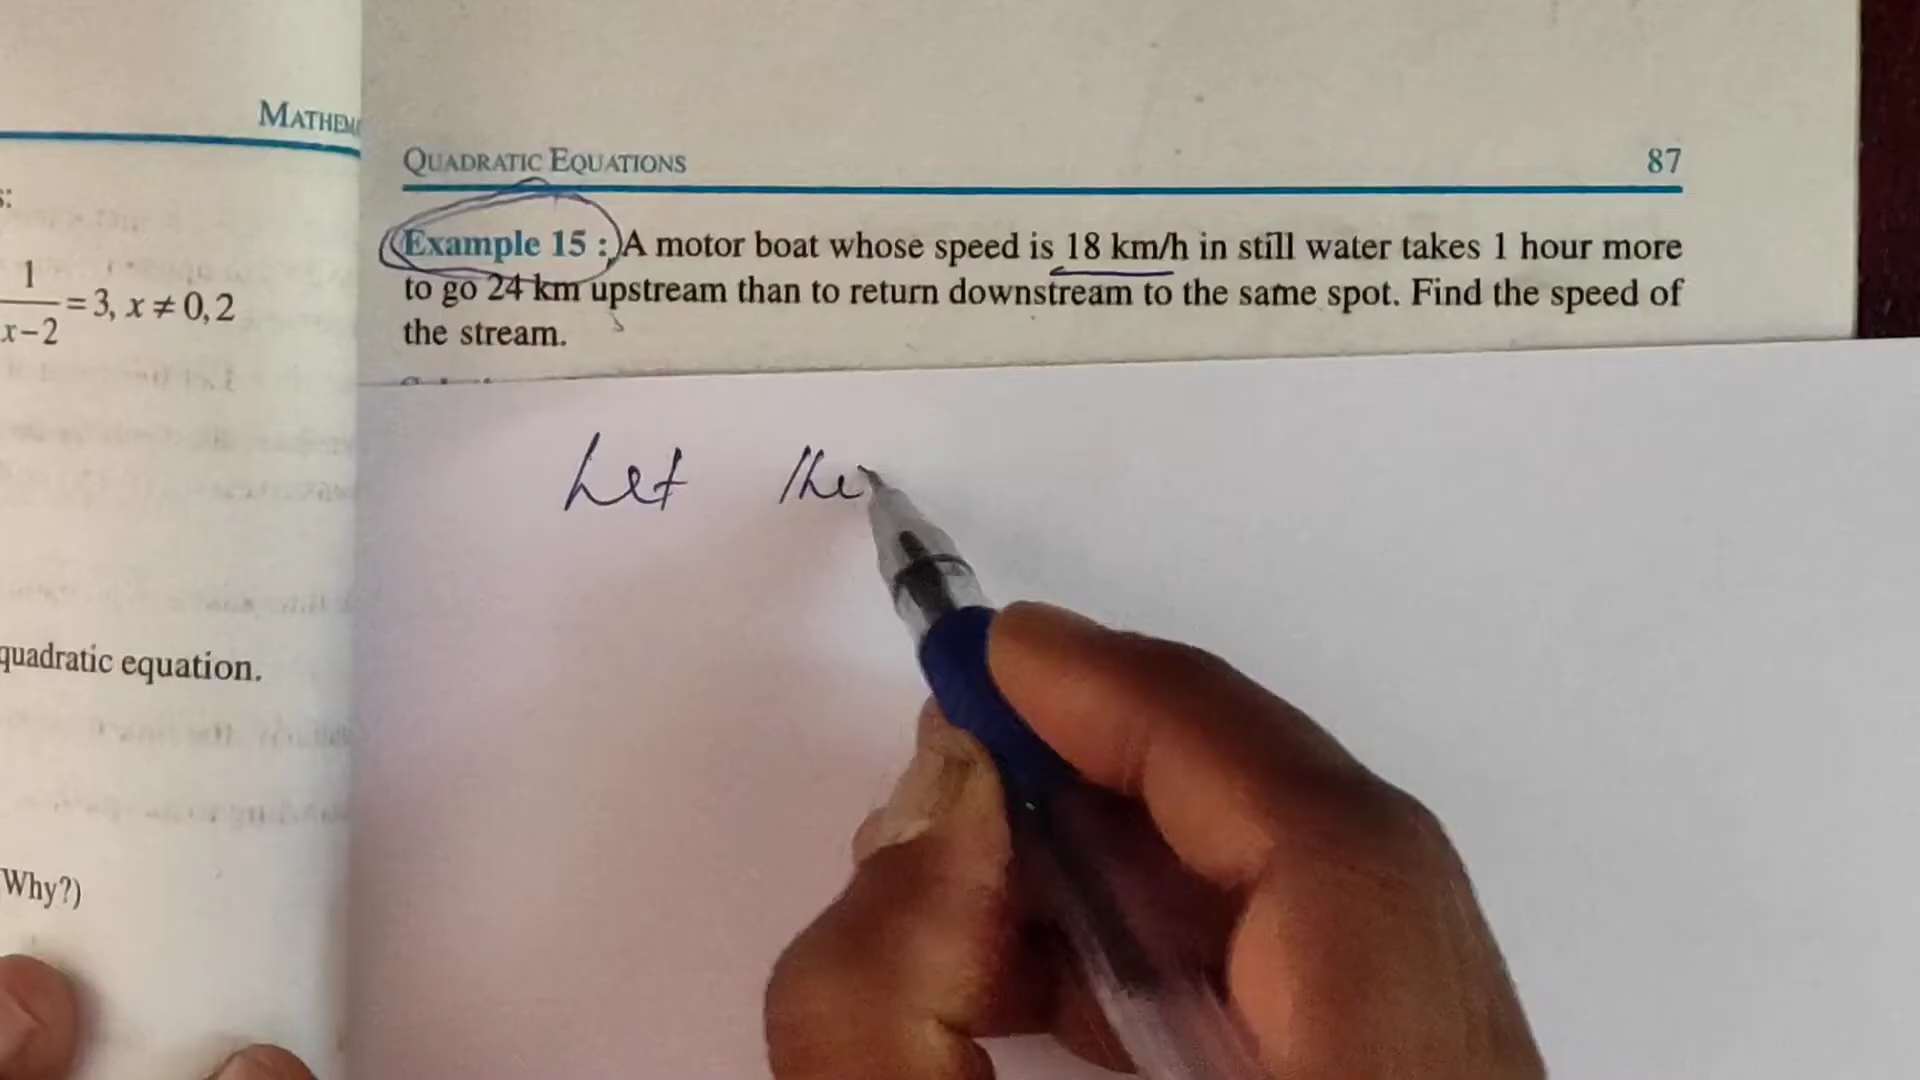 s:
1
x−2 = 3, x ≠ 0, 2
quadratic equation.
Why?)
QUADRATIC EQUATIONS 87
Example 15 : A motor boat whose speed is 18 km/h in still water takes 1 hour more
to go 24 km upstream than to return downstream to the same spot. Find the speed of
the stream.
Let the